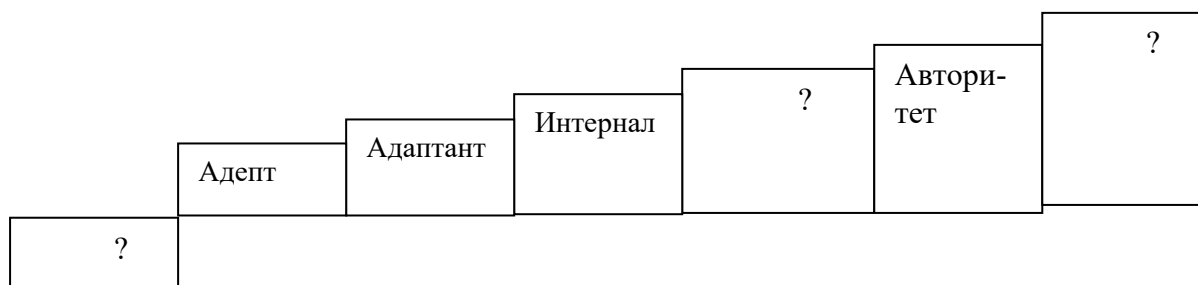 ?
Адепт
Адаптант
Интернал
?
Автори-
тет
?